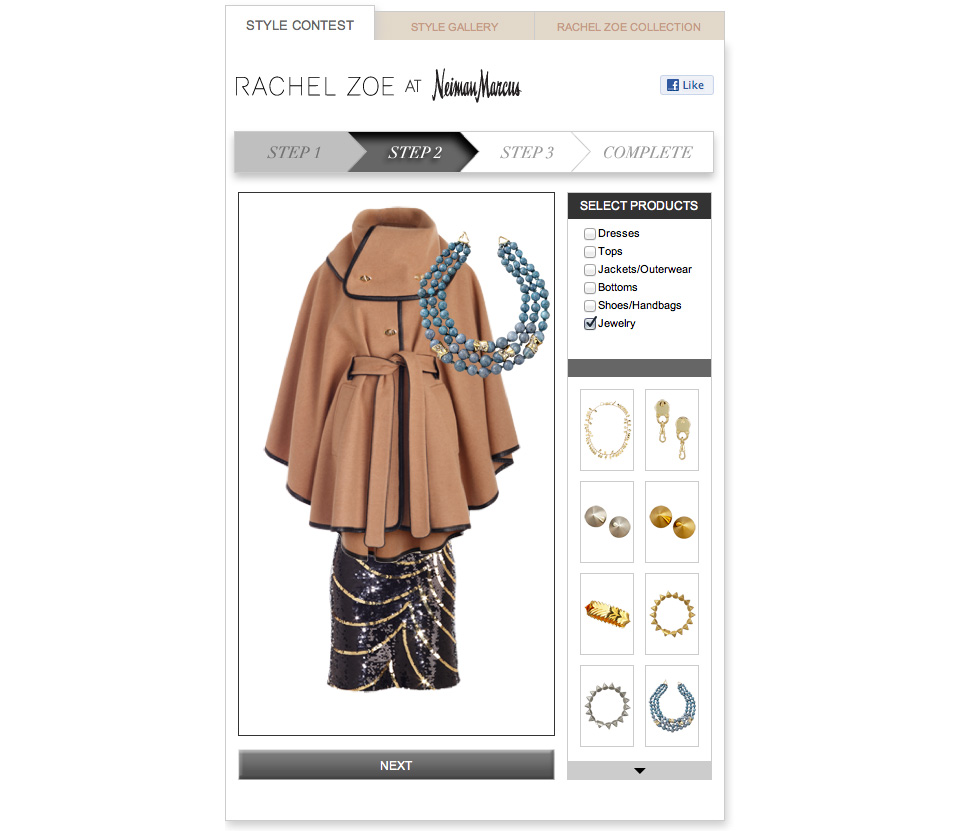 STYLE CONTEST
STYLE GALLERY
RACHEL ZOE COLLECTION
RACHEL ZOE AT Neiman Marcus
Like
STEP 1
STEP 2
STEP 3
COMPLETE
SELECT PRODUCTS
Dresses
Tops
Jackets/Outerwear
Bottoms
Shoes/Handbags
Jewelry
NEXT